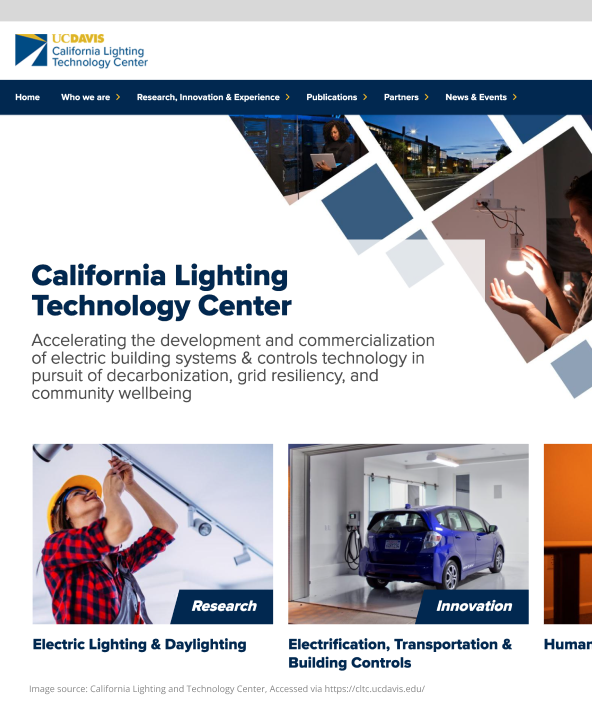 UCDAVIS
California Lighting
Technology Center
Home Who we are Research, Innovation & Experience Publications Partners News & Events
California Lighting
Technology Center
Accelerating the development and commercialization
of electric building systems & controls technology in
pursuit of decarbonization, grid resiliency, and
community wellbeing
Research
Innovation
Electric Lighting & Daylighting
Electrification, Transportation &
Building Controls
Human
Image source: California Lighting and Technology Center, Accessed via https://cltc.ucdavis.edu/